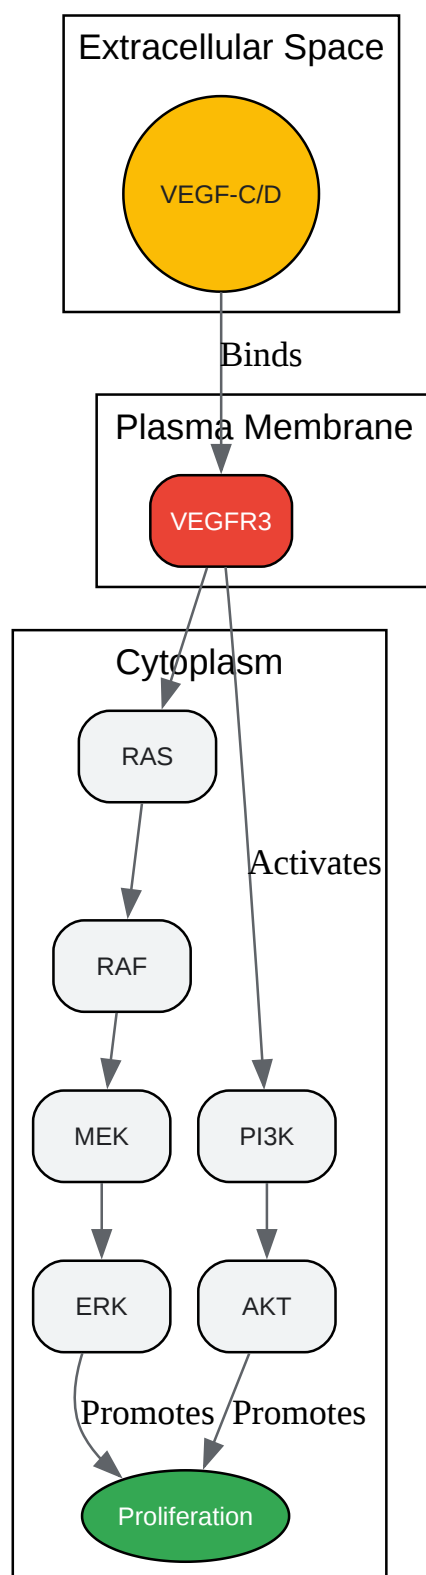 Extracellular Space
VEGF-C/D
Binds
Plasma Membrane
VEGFR3
Cytoplasm
RAS
Activates
RAF
MEK
PI3K
ERK
AKT
Promotes
Promotes
Proliferation